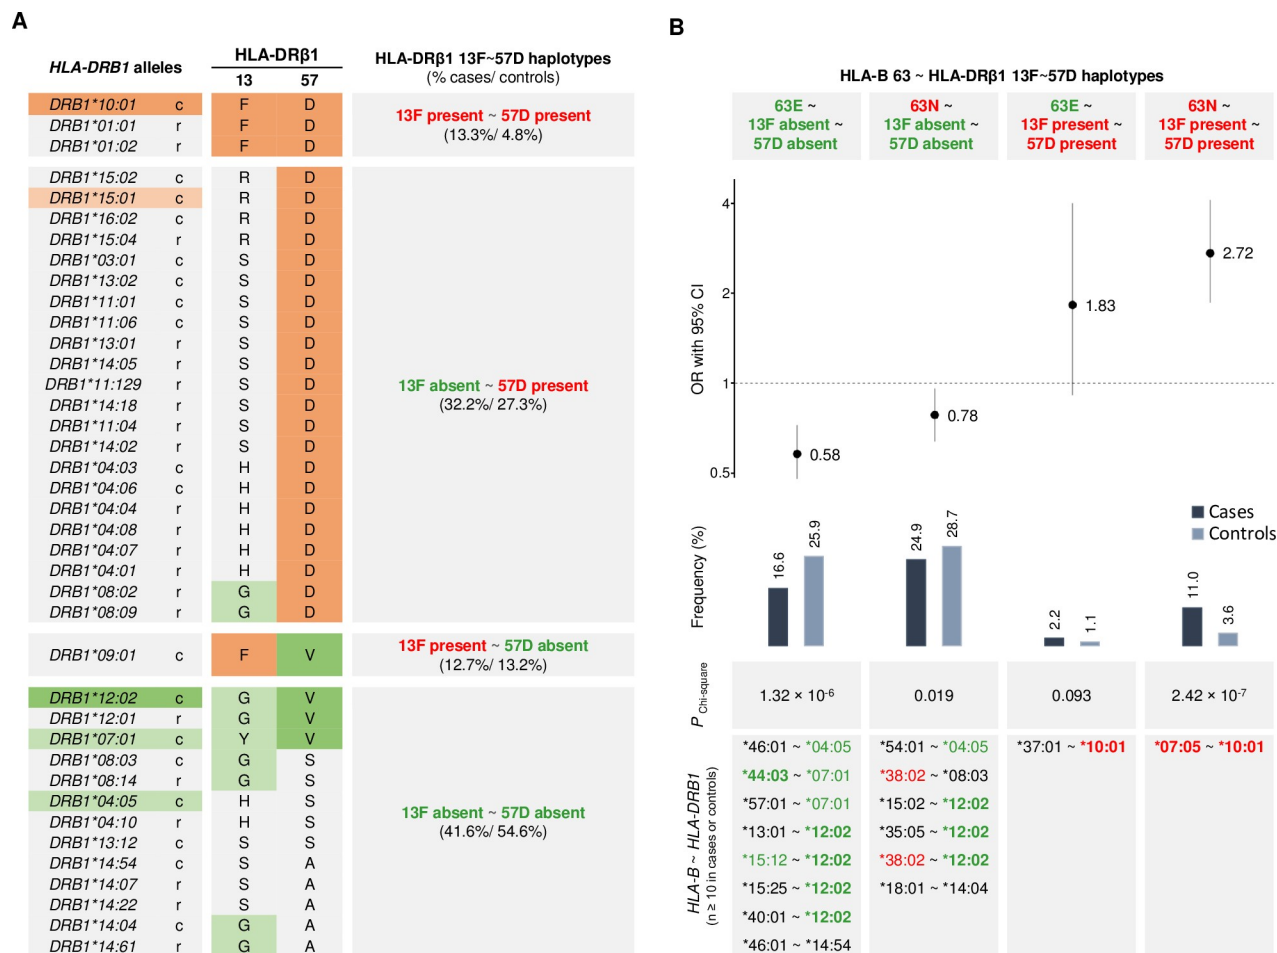 A
HLA-DRB1 alleles
HLA-DRβ1
13 57
HLA-DRβ1 13F~57D haplotypes
(% cases/ controls)
DRB1*10:01 c F D
DRB1*01:01 r F D
DRB1*01:02 r F D
13F present ~ 57D present
(13.3%/ 4.8%)
DRB1*15:02 c R D
DRB1*15:01 c R D
DRB1*16:02 c R D
DRB1*15:04 r R D
DRB1*03:01 c S D
DRB1*13:02 c S D
DRB1*11:01 c S D
DRB1*11:06 c S D
DRB1*13:01 r S D
DRB1*14:05 r S D
DRB1*11:129 r S D
DRB1*14:18 r S D
DRB1*11:04 r S D
DRB1*14:02 r S D
DRB1*04:03 c H D
DRB1*04:06 c H D
DRB1*04:04 r H D
DRB1*04:08 r H D
DRB1*04:07 r H D
DRB1*04:01 r H D
DRB1*08:02 r G D
DRB1*08:09 r G D
13F absent ~ 57D present
(32.2%/ 27.3%)
DRB1*09:01 c F V
13F present ~ 57D absent
(12.7%/ 13.2%)
DRB1*12:02 c G V
DRB1*12:01 r G V
DRB1*07:01 c Y V
DRB1*08:03 c G S
DRB1*08:14 r G S
DRB1*04:05 c H S
DRB1*04:10 r H S
DRB1*13:12 c S S
DRB1*14:54 c S A
DRB1*14:07 r S A
DRB1*14:22 r S A
DRB1*14:04 c G A
DRB1*14:61 r G A
13F absent ~ 57D absent
(41.6%/ 54.6%)
B
HLA-B 63 ~ HLA-DRβ1 13F~57D haplotypes
63E ~
13F absent ~
57D absent
63N ~
13F absent ~
57D absent
63E ~
13F present ~
57D present
63N ~
13F present ~
57D present
OR with 95% CI
4
2
1
0.5
0.58
0.78
1.83
2.72
Cases
Controls
Frequency (%)
16.6 25.9 24.9 28.7 2.2 1.1 11.0 3.6
P Chi-square
1.32 × 10-6 0.019 0.093 2.42 × 10-7
HLA-B ~ HLA-DRB1
(n ≥ 10 in cases or controls)
*46:01 ~ *04:05 *54:01 ~ *04:05 *37:01 ~ *10:01 *07:05 ~ *10:01
*44:03 ~ *07:01 *38:02 ~ *08:03
*57:01 ~ *07:01 *15:02 ~ *12:02
*13:01 ~ *12:02 *35:05 ~ *12:02
*15:12 ~ *12:02 *38:02 ~ *12:02
*15:25 ~ *12:02 *18:01 ~ *14:04
*40:01 ~ *12:02
*46:01 ~ *14:54